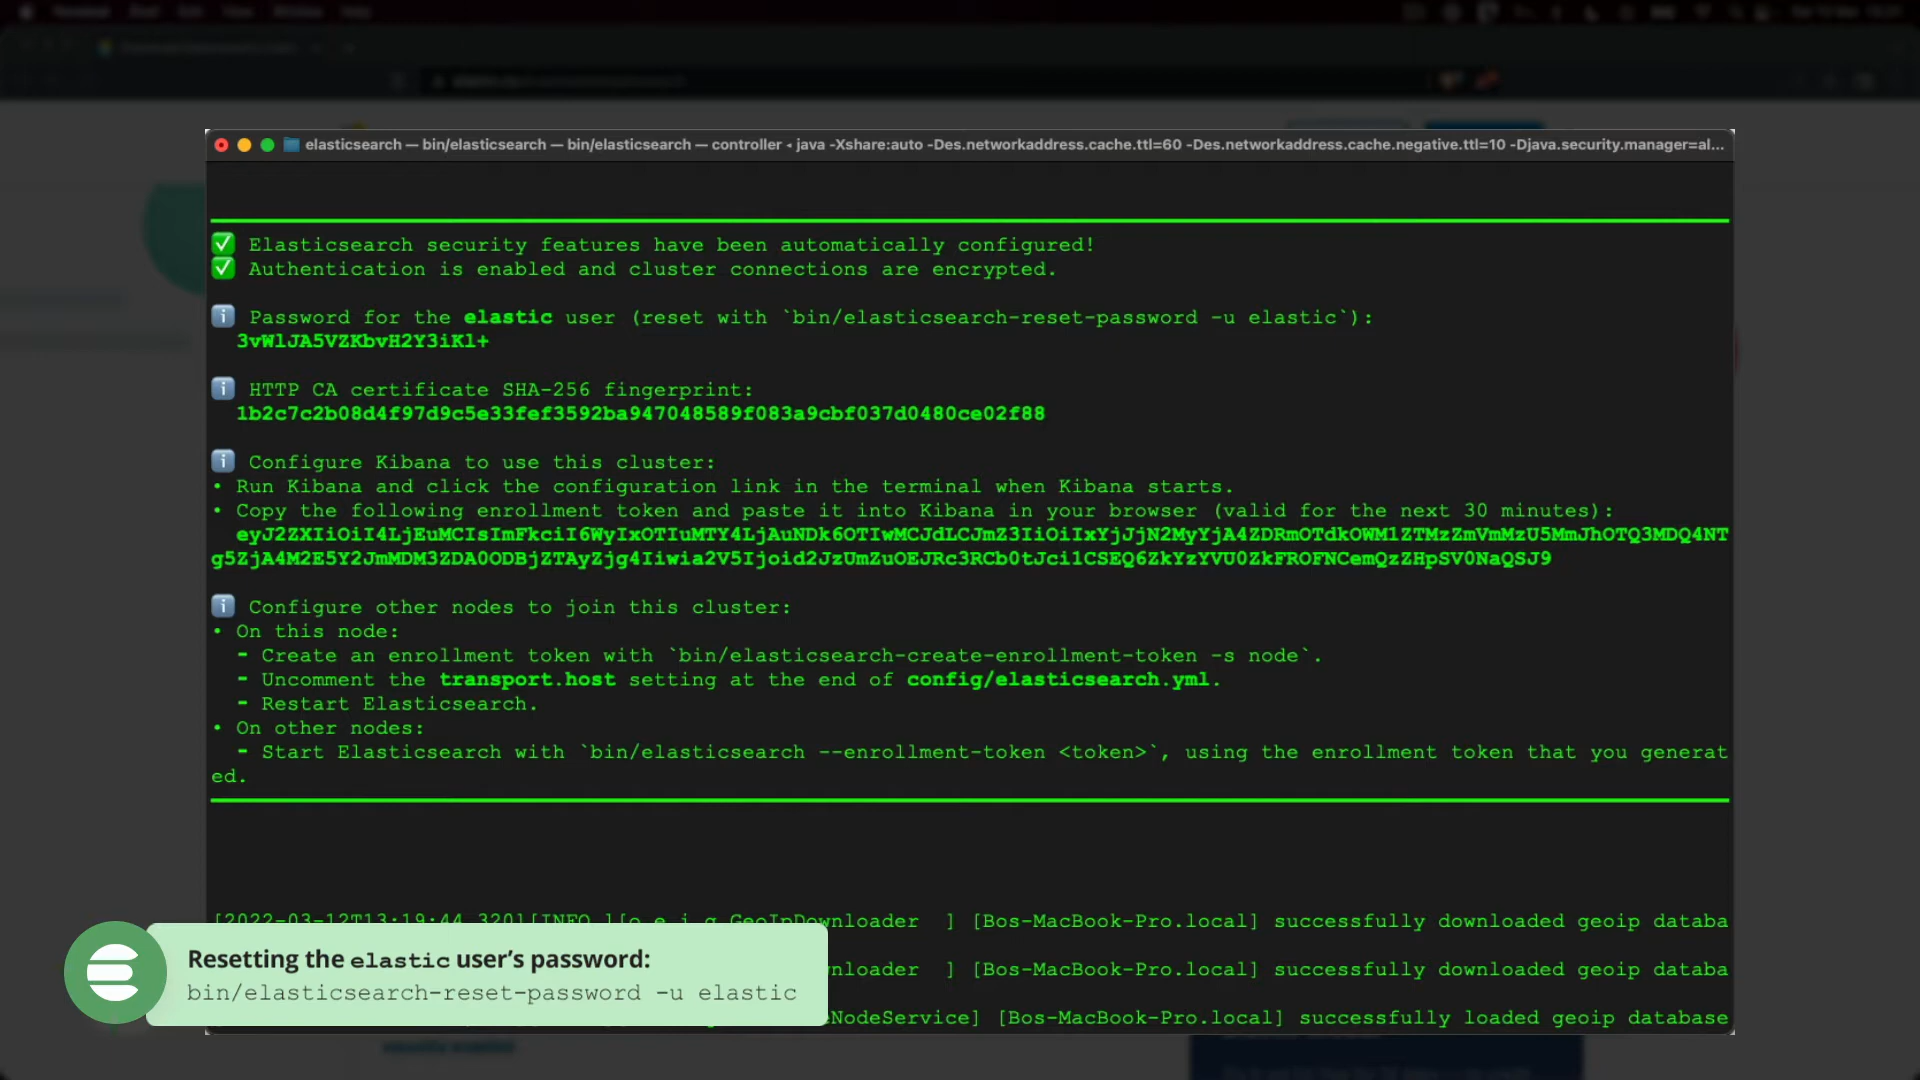 elasticsearch — bin/elasticsearch — bin/elasticsearch — controller ◂ java -Xshare:auto -Des.networkaddress.cache.ttl=60 -Des.networkaddress.cache.negative.ttl=10 -Djava.security.manager=al...
✅ Elasticsearch security features have been automatically configured!
✅ Authentication is enabled and cluster connections are encrypted.
ℹ️ Password for the elastic user (reset with `bin/elasticsearch-reset-password -u elastic`):
3vWlJA5VZKbvH2Y3iKl+
ℹ️ HTTP CA certificate SHA-256 fingerprint:
1b2c7c2b08d4f97d9c5e33fef3592ba947048589f083a9cbf037d0480ce02f88
ℹ️ Configure Kibana to use this cluster:
• Run Kibana and click the configuration link in the terminal when Kibana starts.
• Copy the following enrollment token and paste it into Kibana in your browser (valid for the next 30 minutes):
eyJ2ZXIiOiI4LjEuMCIsImFkciI6WyIxOTIuMTY4LjAuNDk6OTIwMCJdLCJmZ3IiOiIxYjJjN2MyYjA4ZDRmOTdkOWM1ZTMzZmVmMzU5MmJhOTQ3MDQ4NT
g5ZjA4M2E5Y2JmMDM3ZDA0ODBjZTAyZjg4Iiwia2V5Ijoid2JzUmZuOEJRc3RCb0tJci1CSEQ6ZkYzYVU0ZkFROFNCemQzZHpSV0NaQSJ9
ℹ️ Configure other nodes to join this cluster:
• On this node:
– Create an enrollment token with `bin/elasticsearch-create-enrollment-token -s node`.
– Uncomment the transport.host setting at the end of config/elasticsearch.yml.
– Restart Elasticsearch.
• On other nodes:
– Start Elasticsearch with `bin/elasticsearch --enrollment-token <token>`, using the enrollment token that you generat
ed.
[2022-03-12T13:19:44,320][INFO ][o.e.i.g.GeoIpDownloader ] [Bos-MacBook-Pro.local] successfully downloaded geoip databa
nloader ] [Bos-MacBook-Pro.local] successfully downloaded geoip databa
eNodeService] [Bos-MacBook-Pro.local] successfully loaded geoip database
Resetting the elastic user’s password:
bin/elasticsearch-reset-password -u elastic